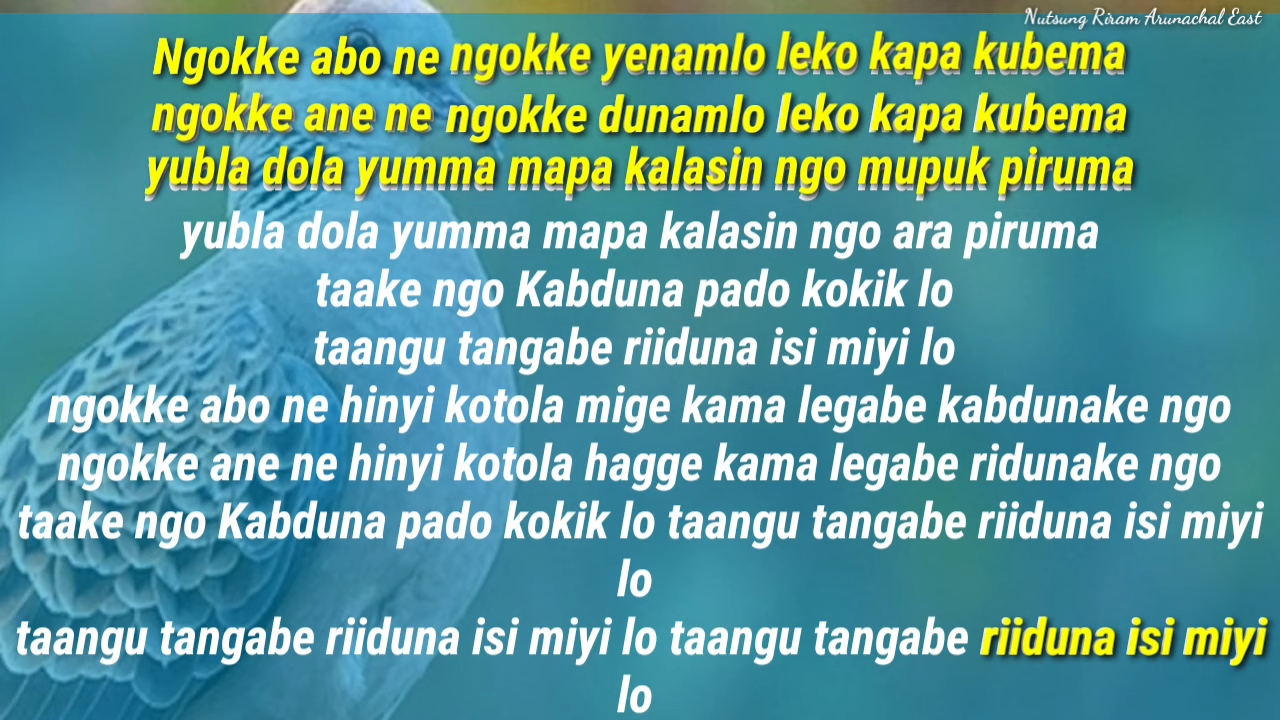 Nutsung Riram Arunachal East
Ngokke abo ne ngokke yenamlo leko kapa kubema
ngokke ane ne ngokke dunamlo leko kapa kubema
yubla dola yumma mapa kalasin ngo mupuk piruma
yubla dola yumma mapa kalasin ngo ara piruma
taake ngo Kabduna pado kokik lo
taangu tangabe riiduna isi miyi lo
ngokke abo ne hinyi kotola mige kama legabe kabdunake ngo
ngokke ane ne hinyi kotola hagge kama legabe ridunake ngo
taake ngo Kabduna pado kokik lo taangu tangabe riiduna isi miyi
lo
taangu tangabe riiduna isi miyi lo taangu tangabe riiduna isi miyi
lo